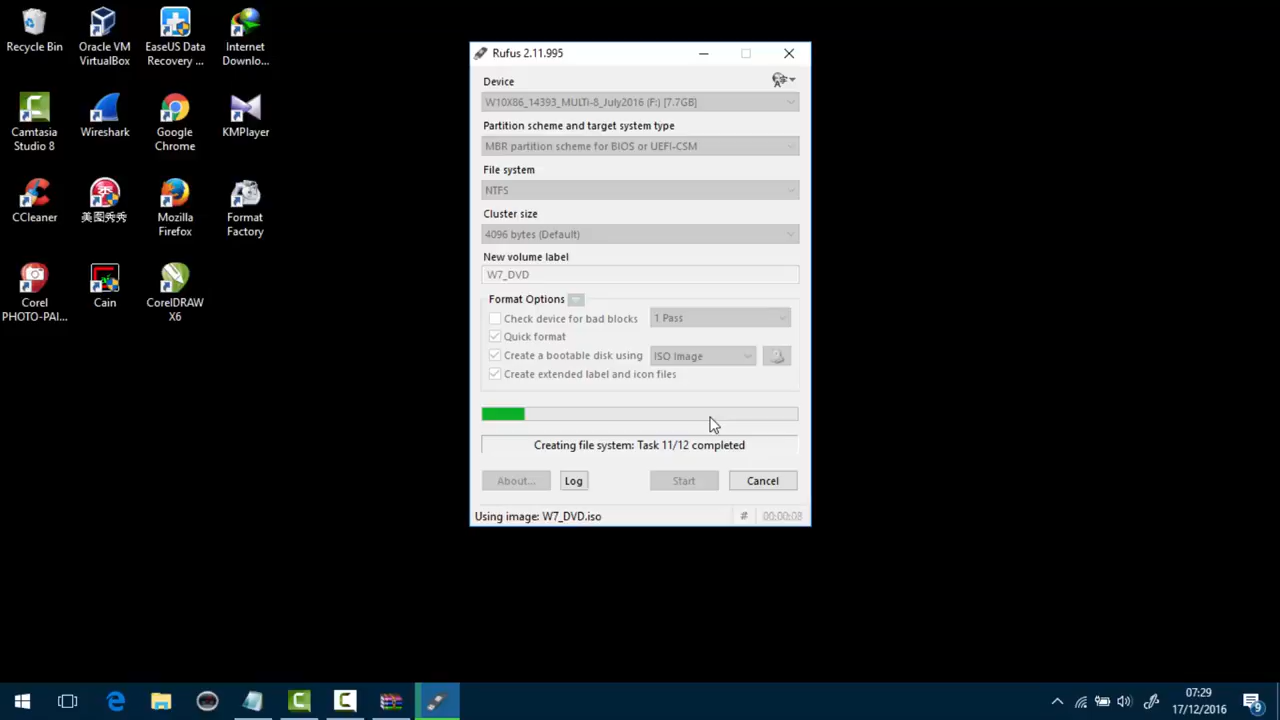 Recycle Bin
Oracle VM
VirtualBox
EaseUS Data
Recovery ...
Internet
Downlo...
Camtasia
Studio 8
Wireshark
Google
Chrome
KMPlayer
CCleaner
美图秀秀
Mozilla
Firefox
Format
Factory
Corel
PHOTO-PAI...
Cain
CorelDRAW
X6
Rufus 2.11.995
Device
W10X86_14393_MULTi-8_July2016 (F:) [7.7GB]
Partition scheme and target system type
MBR partition scheme for BIOS or UEFI-CSM
File system
NTFS
Cluster size
4096 bytes (Default)
New volume label
W7_DVD
Format Options
Check device for bad blocks
1 Pass
Quick format
Create a bootable disk using
ISO Image
Create extended label and icon files
Creating file system: Task 11/12 completed
About...
Log
Start
Cancel
Using image: W7_DVD.iso
#
00:00:08
07:29
17/12/2016
9